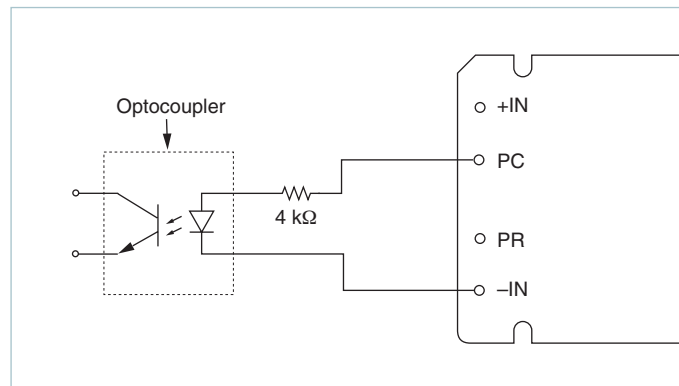 Optocoupler
+IN
PC
4 kΩ
PR
–IN